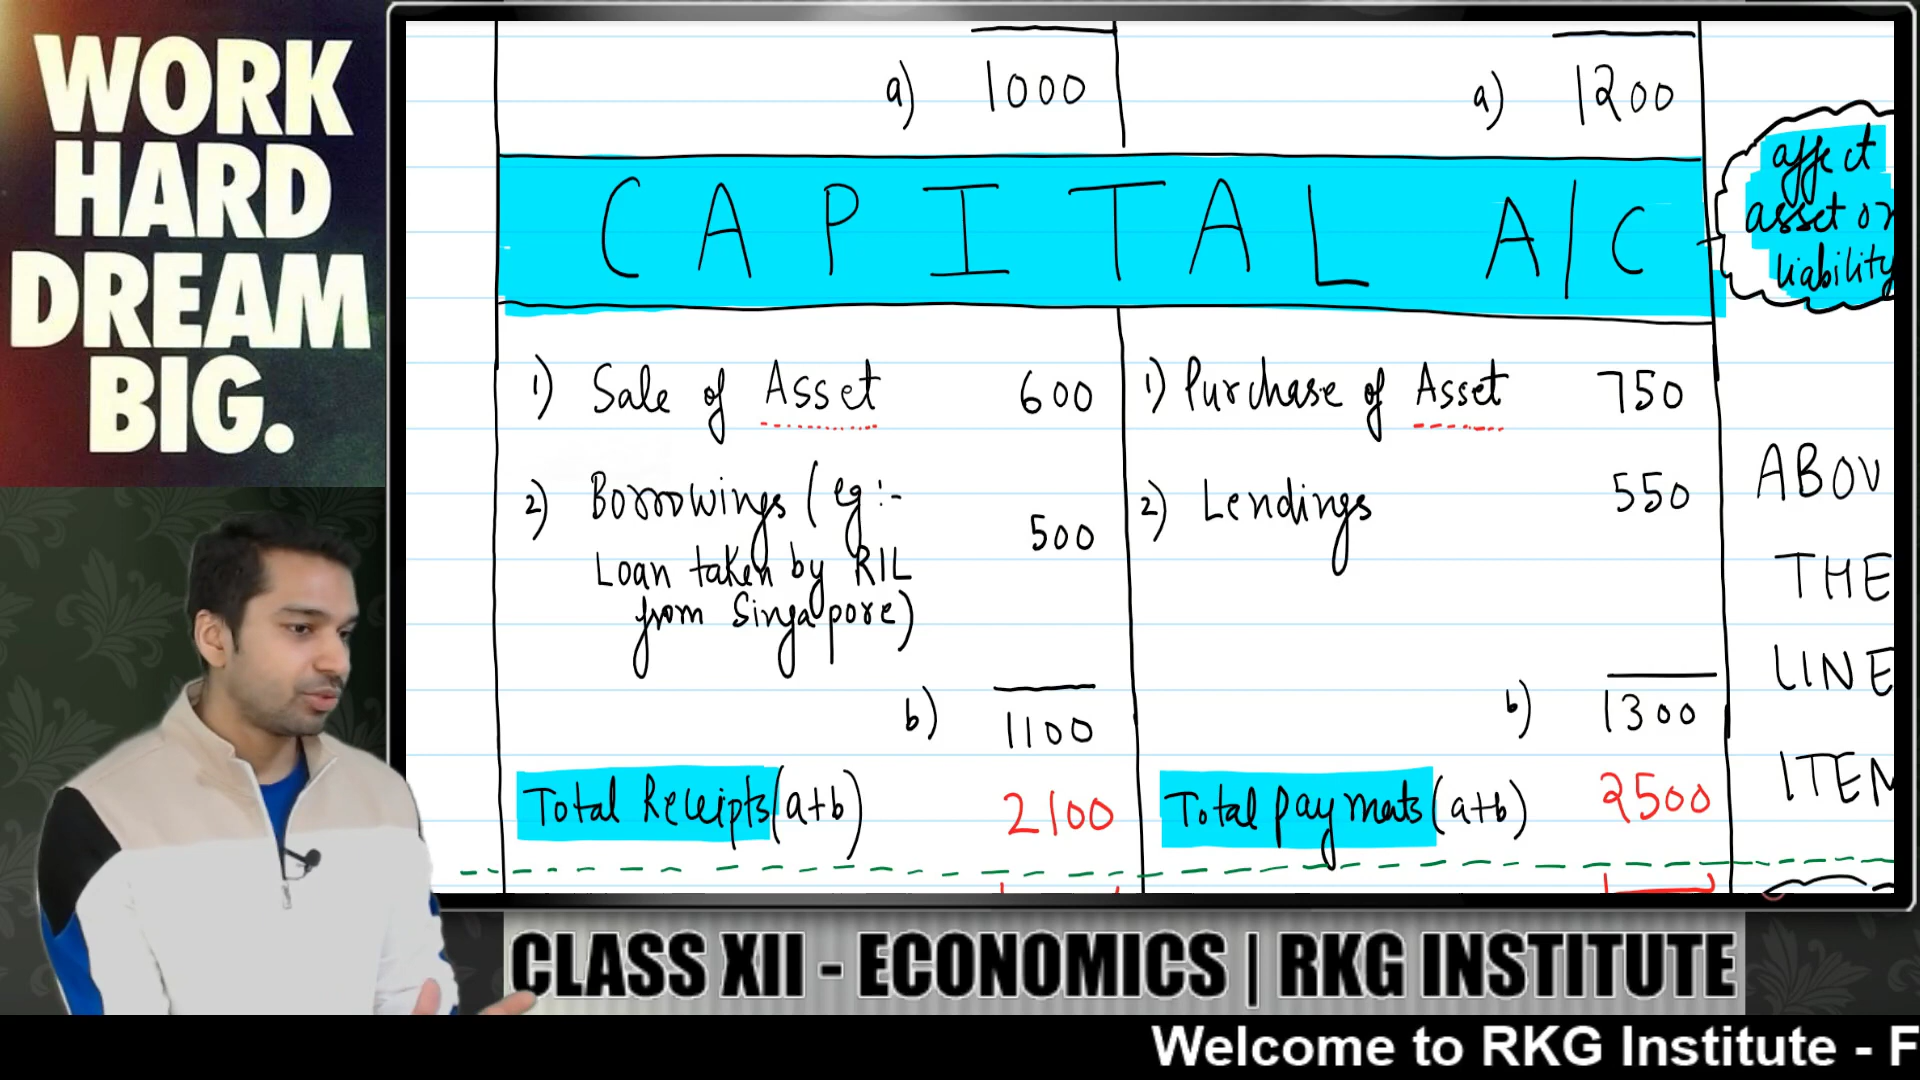 WORK
HARD
DREAM
BIG.
a) 1000
a) 1200
CAPITAL A/C
affect
asset or
liability
1) Sale of Asset 600
1) Purchase of Asset 750
2) Borrowings (eg:-
Loan taken by RIL
from Singapore) 500
2) Lendings 550
b) 1100
b) 1300
Total Receipts (a+b) 2100
Total payments (a+b) 2500
ABOV
THE
LINE
ITEM
CLASS XII - ECONOMICS | RKG INSTITUTE
Welcome to RKG Institute - F